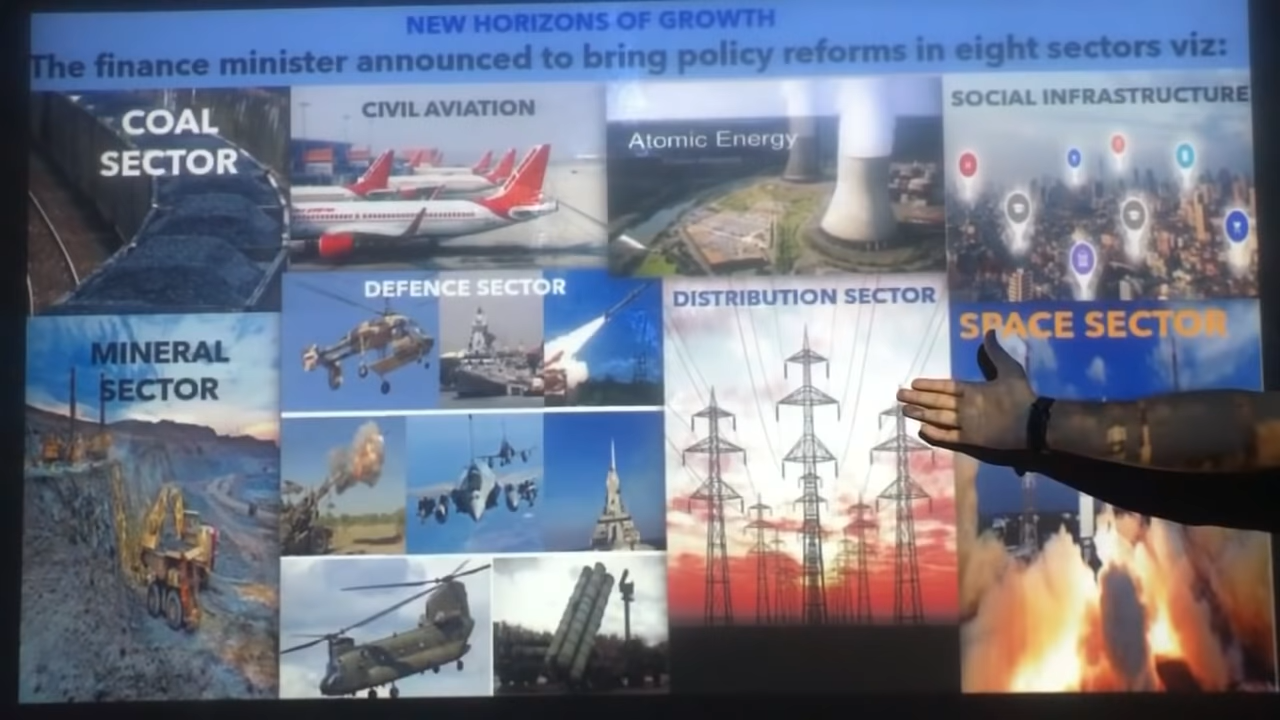 NEW HORIZONS OF GROWTH
The finance minister announced to bring policy reforms in eight sectors viz:
COAL
SECTOR
CIVIL AVIATION
Atomic Energy
SOCIAL INFRASTRUCTURE
DEFENCE SECTOR
DISTRIBUTION SECTOR
SPACE SECTOR
MINERAL
SECTOR